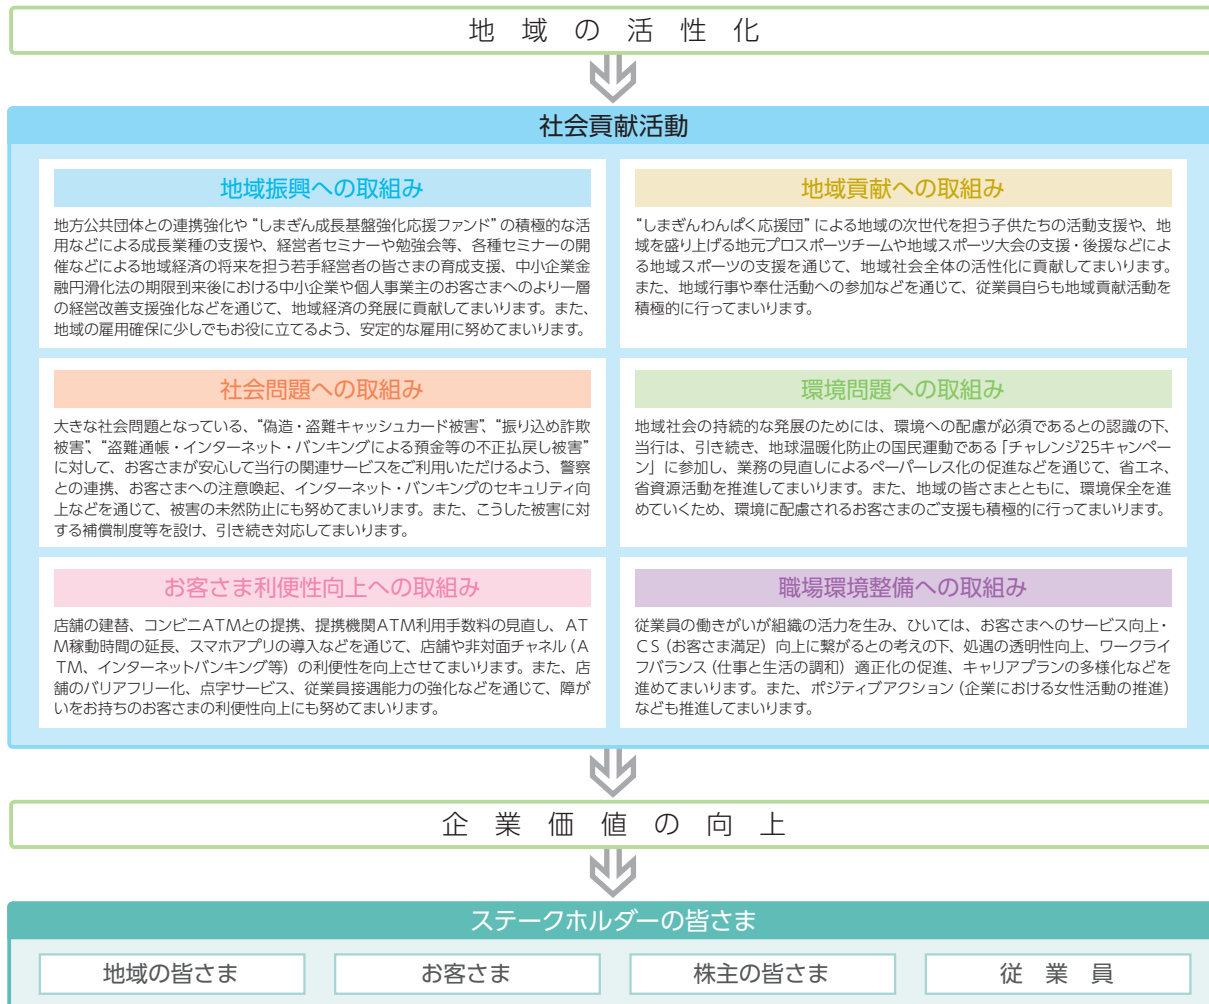 地域の活性化
社会貢献活動
地域振興への取組み
地方公共団体との連携強化や“しまぎん成長基盤強化応援ファンド”の積極的な活
用などによる成長業種の支援や、経営者セミナーや勉強会等、各種セミナーの開
催などによる地域経済の将来を担う若手経営者の皆さまの育成支援、中小企業金
融円滑化法の期限到来後における中小企業や個人事業主のお客さまへのより一層
の経営改善支援強化などを通じて、地域経済の発展に貢献してまいります。また、
地域の雇用確保に少しでもお役に立てるよう、安定的な雇用に努めてまいります。
地域貢献への取組み
“しまぎんわんぱく応援団”による地域の次世代を担う子供たちの活動支援や、地
域を盛り上げる地元プロスポーツチームや地域スポーツ大会の支援・後援などによ
る地域スポーツの支援を通じて、地域社会全体の活性化に貢献してまいります。
また、地域行事や奉仕活動への参加などを通じて、従業員自らも地域貢献活動を
積極的に行ってまいります。
社会問題への取組み
大きな社会問題となっている、“偽造・盗難キャッシュカード被害”、“振り込め詐欺
被害”、“盗難通帳・インターネット・バンキングによる預金等の不正払戻し被害”
に対して、お客さまが安心して当行の関連サービスをご利用いただけるよう、警察
との連携、お客さまへの注意喚起、インターネット・バンキングのセキュリティ向
上などを通じて、被害の未然防止にも努めてまいります。また、こうした被害に対
する補償制度等を設け、引き続き対応してまいります。
環境問題への取組み
地域社会の持続的な発展のためには、環境への配慮が必須であるとの認識の下、
当行は、引き続き、地球温暖化防止の国民運動である「チャレンジ25キャンペー
ン」に参加し、業務の見直しによるペーパーレス化の促進などを通じて、省エネ、
省資源活動を推進してまいります。また、地域の皆さまとともに、環境保全を進
めていくため、環境に配慮されるお客さまのご支援も積極的に行ってまいります。
お客さま利便性向上への取組み
店舗の建替、コンビニATMとの提携、提携機関ATM利用手数料の見直し、AT
M稼動時間の延長、スマホアプリの導入などを通じて、店舗や非対面チャネル（A
TM、インターネットバンキング等）の利便性を向上させてまいります。また、店
舗のバリアフリー化、点字サービス、従業員接遇能力の強化などを通じて、障が
いをお持ちのお客さまの利便性向上にも努めてまいります。
職場環境整備への取組み
従業員の働きがいが組織の活力を生み、ひいては、お客さまへのサービス向上・
CS（お客さま満足）向上に繋がるとの考えの下、処遇の透明性向上、ワークライ
フバランス（仕事と生活の調和）適正化の促進、キャリアプランの多様化などを
進めてまいります。また、ポジティブアクション（企業における女性活動の推進）
なども推進してまいります。
企業価値の向上
ステークホルダーの皆さま
地域の皆さま
お客さま
株主の皆さま
従業員